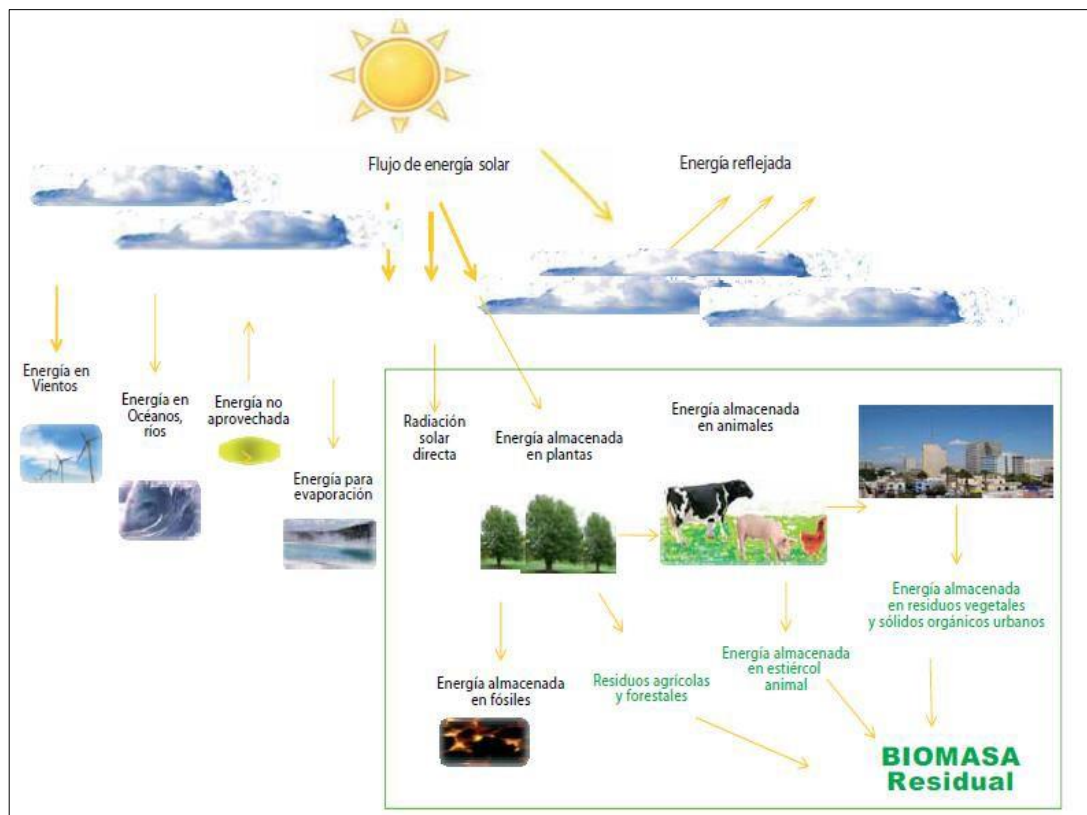 Flujo de energía solar
Energía reflejada
Energía en
Vientos
Energía en
Océanos,
ríos
Energía no
aprovechada
Energía para
evaporación
Radiación
solar
directa
Energía almacenada
en plantas
Energía almacenada
en animales
Energía almacenada
en residuos vegetales
y sólidos orgánicos urbanos
Energía almacenada
en fósiles
Residuos agrícolas
y forestales
Energía almacenada
en estiércol
animal
BIOMASA
Residual